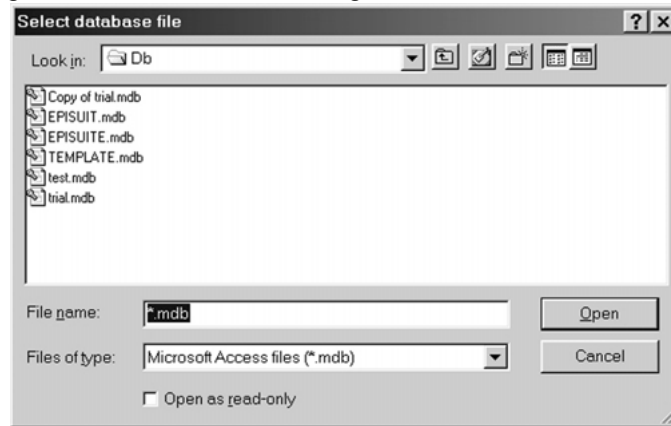 Select database file
Look in: Db
Copy of trial.mdb
EPISUIT.mdb
EPISUITE.mdb
TEMPLATE.mdb
test.mdb
trial.mdb
File name: *.mdb Open
Files of type: Microsoft Access files (*.mdb) Cancel
Open as read-only